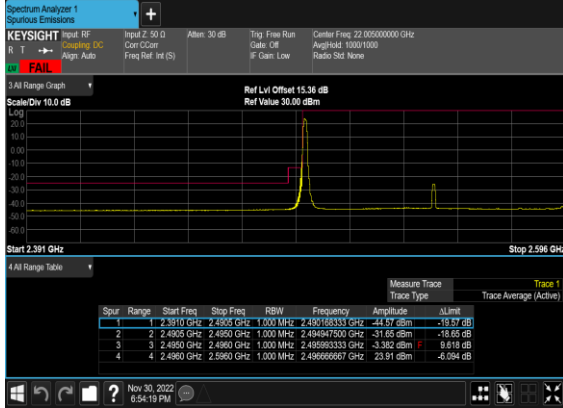 Spectrum Analyzer 1
Spurious Emissions
+
KEYSIGHT Input: RF Input Z: 50 Ω Atten: 30 dB Trig: Free Run Center Freq: 22.005000000 GHz
R T Coupling: DC Corr CCorr Gate: Off Avg|Hold: 1000/1000
Align: Auto Freq Ref: Int (S) IF Gain: Low Radio Std: None
FAIL
3 All Range Graph
Ref Lvl Offset 15.36 dB
Scale/Div 10.0 dB Ref Value 30.00 dBm
Log
20.0
10.0
0.00
-10.0
-20.0
-30.0
-40.0
-50.0
-60.0
Start 2.391 GHz Stop 2.596 GHz
4 All Range Table
Measure Trace Trace 1
Trace Type Trace Average (Active)
Spur Range Start Freq Stop Freq RBW Frequency Amplitude ΔLimit
1 1 2.3910 GHz 2.4905 GHz 1.000 MHz 2.490168333 GHz -44.57 dBm -19.57 dB
2 2 2.4905 GHz 2.4950 GHz 1.000 MHz 2.494947500 GHz -31.65 dBm -18.65 dB
3 3 2.4950 GHz 2.4960 GHz 1.000 MHz 2.495993333 GHz -3.382 dBm F 9.618 dB
4 4 2.4960 GHz 2.5960 GHz 1.000 MHz 2.496666667 GHz 23.91 dBm -6.094 dB
? Nov 30, 2022
6:54:19 PM